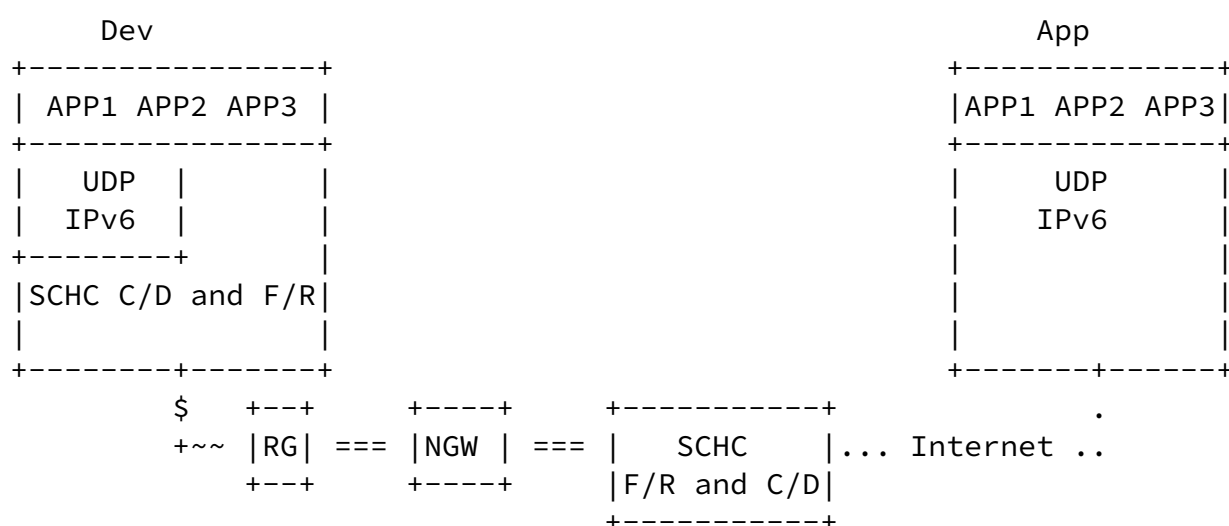 Dev App
APP1 APP2 APP3 APP1 APP2 APP3
UDP UDP
IPv6 IPv6
SCHC C/D and F/R
RG === NGW === SCHC ... Internet ..
F/R and C/D